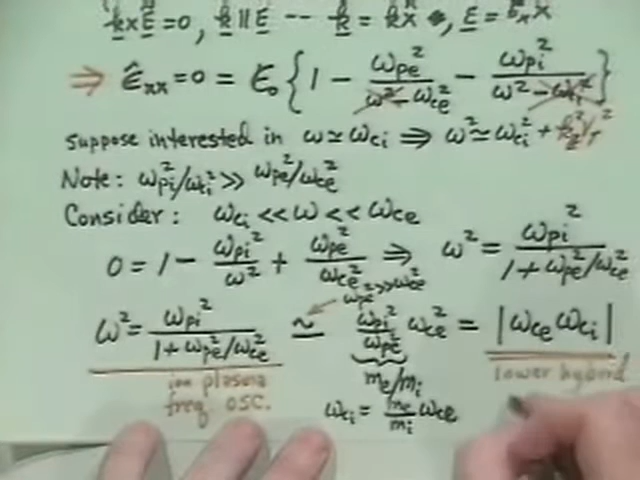 k×E=0, k∥E -- k = kX̂, E = EₓX̂
⇒ ε̂ₓₓ = 0 = ε₀ { 1 − ωpe²/(ω²−ωce²) − ωpi²/(ω²−ωci²) }
suppose interested in ω ≃ ωci ⇒ ω² ≃ ωci² +
Note: ωpi²/ωci² >> ωpe²/ωce²
Consider: ωci << ω << ωce
0 = 1 − ωpi²/ω² + ωpe²/ωce² ⇒ ω² = ωpi²/(1+ωpe²/ωce²)
ωpe²>>ωce²
ω² = ωpi²/(1+ωpe²/ωce²) ≃ ωpi²/ωpe² ωce² = |ωce ωci|
ion plasma freq. osc.
me/mi
lower hybrid
ωci = me/mi ωce